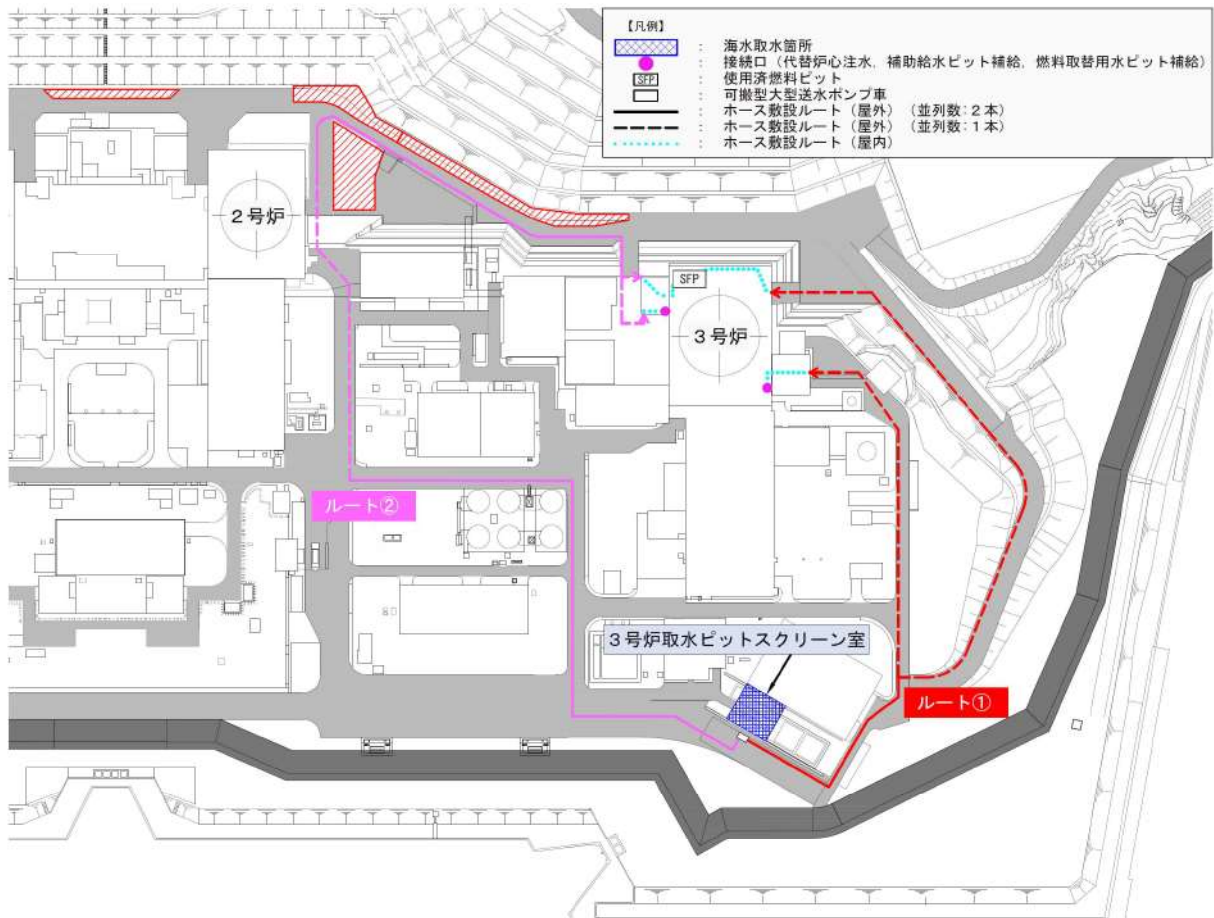 【凡例】
： 海水取水箇所
： 接続口（代替炉心注水，補助給水ピット補給，燃料取替用水ピット補給）
SFP ： 使用済燃料ピット
： 可搬型大型送水ポンプ車
： ホース敷設ルート（屋外）（並列数：２本）
： ホース敷設ルート（屋外）（並列数：１本）
： ホース敷設ルート（屋内）
２号炉
SFP
３号炉
ルート②
３号炉取水ピットスクリーン室
ルート①